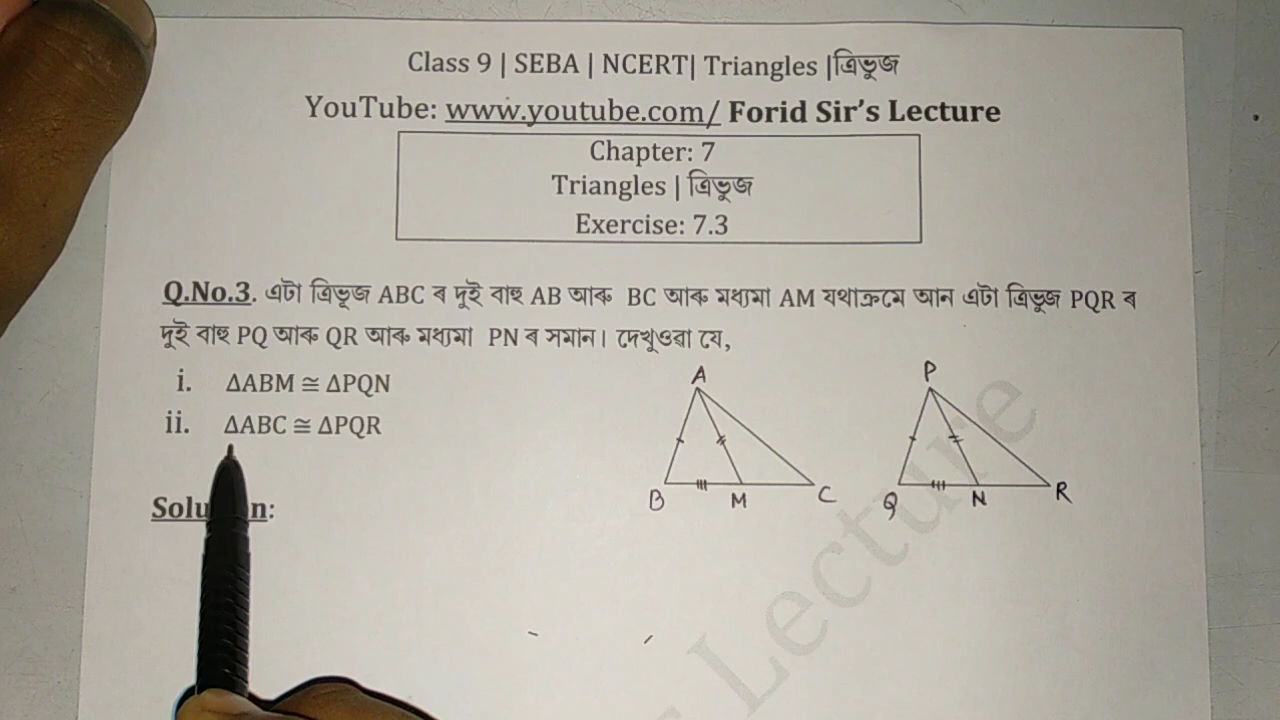 Class 9 | SEBA | NCERT| Triangles |ত্রিভূজ
YouTube: www.youtube.com/ Forid Sir's Lecture
Chapter: 7
Triangles | ত্রিভূজ
Exercise: 7.3
Q.No.3. এটা ত্রিভূজ ABC ৰ দুই বাহু AB আৰু BC আৰু মধ্যমা AM যথাক্ৰমে আন এটা ত্রিভূজ PQR ৰ
দুই বাহু PQ আৰু QR আৰু মধ্যমা PN ৰ সমান। দেখুওৱা যে,
i. ΔABM ≅ ΔPQN
ii. ΔABC ≅ ΔPQR
A
B M C
P
Q N R
Lecture